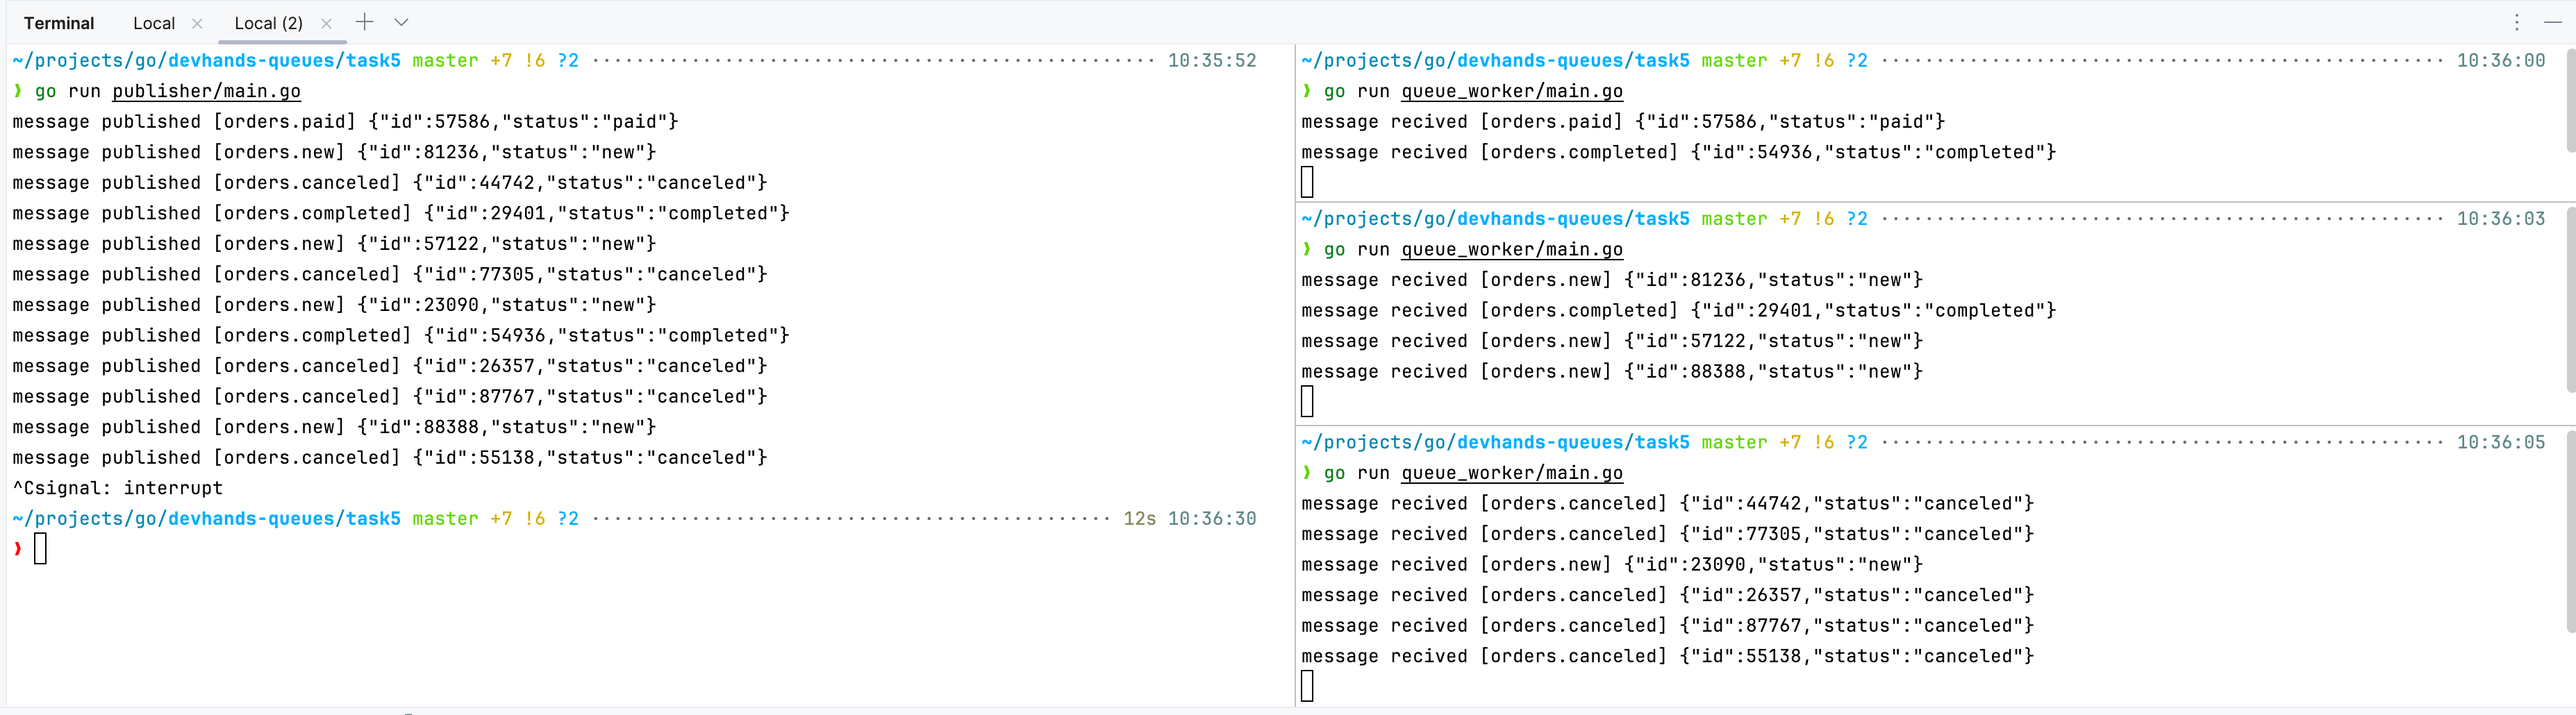 Terminal Local Local (2)
~/projects/go/devhands-queues/task5 master +7 !6 ?2 10:35:52
❯ go run publisher/main.go
message published [orders.paid] {"id":57586,"status":"paid"}
message published [orders.new] {"id":81236,"status":"new"}
message published [orders.canceled] {"id":44742,"status":"canceled"}
message published [orders.completed] {"id":29401,"status":"completed"}
message published [orders.new] {"id":57122,"status":"new"}
message published [orders.canceled] {"id":77305,"status":"canceled"}
message published [orders.new] {"id":23090,"status":"new"}
message published [orders.completed] {"id":54936,"status":"completed"}
message published [orders.canceled] {"id":26357,"status":"canceled"}
message published [orders.canceled] {"id":87767,"status":"canceled"}
message published [orders.new] {"id":88388,"status":"new"}
message published [orders.canceled] {"id":55138,"status":"canceled"}
^Csignal: interrupt
~/projects/go/devhands-queues/task5 master +7 !6 ?2 12s 10:36:30
❯
~/projects/go/devhands-queues/task5 master +7 !6 ?2 10:36:00
❯ go run queue_worker/main.go
message recived [orders.paid] {"id":57586,"status":"paid"}
message recived [orders.completed] {"id":54936,"status":"completed"}
~/projects/go/devhands-queues/task5 master +7 !6 ?2 10:36:03
❯ go run queue_worker/main.go
message recived [orders.new] {"id":81236,"status":"new"}
message recived [orders.completed] {"id":29401,"status":"completed"}
message recived [orders.new] {"id":57122,"status":"new"}
message recived [orders.new] {"id":88388,"status":"new"}
~/projects/go/devhands-queues/task5 master +7 !6 ?2 10:36:05
❯ go run queue_worker/main.go
message recived [orders.canceled] {"id":44742,"status":"canceled"}
message recived [orders.canceled] {"id":77305,"status":"canceled"}
message recived [orders.new] {"id":23090,"status":"new"}
message recived [orders.canceled] {"id":26357,"status":"canceled"}
message recived [orders.canceled] {"id":87767,"status":"canceled"}
message recived [orders.canceled] {"id":55138,"status":"canceled"}